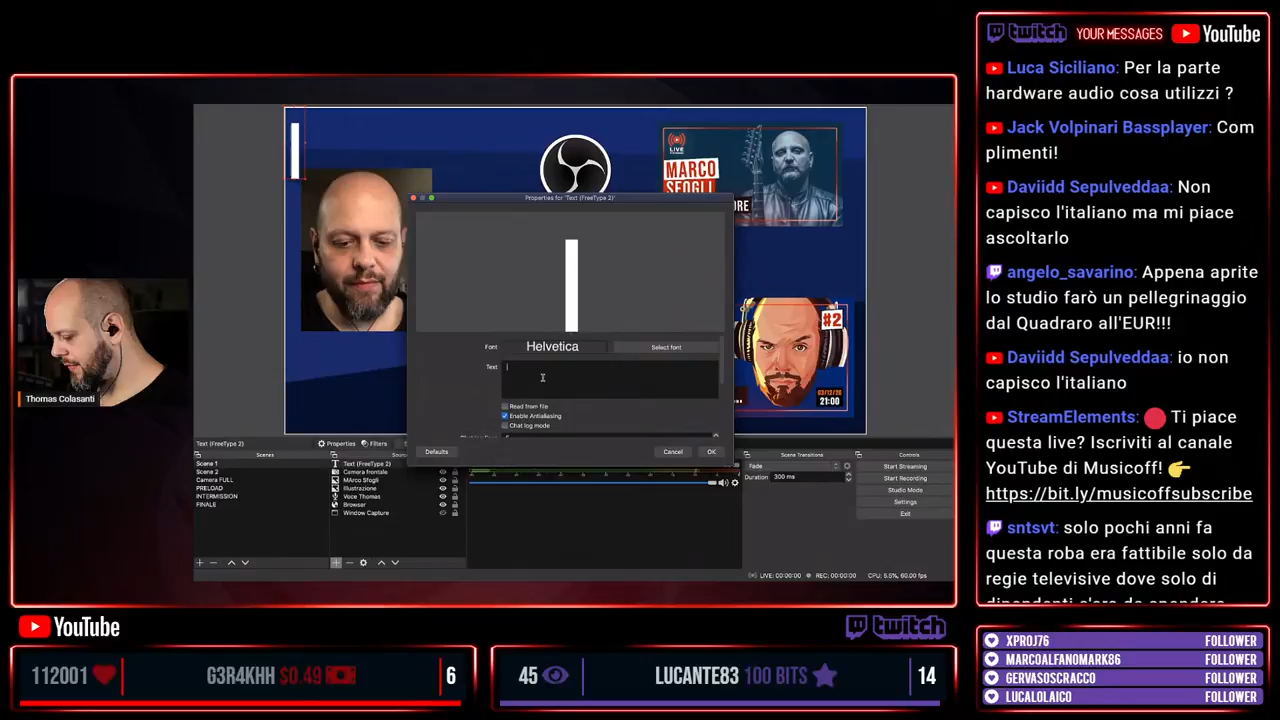 twitch YOUR MESSAGES YouTube
Luca Siciliano: Per la parte
hardware audio cosa utilizzi ?
Jack Volpinari Bassplayer: Com
plimenti!
Daviidd Sepulveddaa: Non
capisco l'italiano ma mi piace
ascoltarlo
angelo_savarino: Appena aprite
lo studio farò un pellegrinaggio
dal Quadraro all'EUR!!!
Daviidd Sepulveddaa: io non
capisco l'italiano
StreamElements: Ti piace
questa live? Iscriviti al canale
YouTube di Musicoff!
https://bit.ly/musicoffsubscribe
sntsvt: solo pochi anni fa
questa roba era fattibile solo da
regie televisive dove solo di
LIVE
MARCO
SFOGLI
ORE
Properties for 'Text (FreeType 2)'
Font Helvetica Select font
Text
Read from file
Enable Antialiasing
Chat log mode
Defaults Cancel OK
#2
03/12/20
21:00
Thomas Colasanti
Text (FreeType 2) Properties Filters
Scenes
Scene 1
Scene 2
Camera FULL
PRELOAD
INTERMISSION
FINALE
Text (FreeType 2)
Camera frontale
MArco Sfogli
Illustrazione
Voce Thomas
Browser
Window Capture
Scene Transitions
Fade
Duration 300 ms
Controls
Start Streaming
Start Recording
Studio Mode
Settings
Exit
LIVE: 00:00:00 REC: 00:00:00 CPU: 5.5%, 60.00 fps
YouTube twitch
112001 G3R4KHH $0.49 6
45 LUCANTE83 100 BITS 14
XPROJ76 FOLLOWER
MARCOALFANOMARK86 FOLLOWER
GERVASOSCRACCO FOLLOWER
LUCALOLAICO FOLLOWER